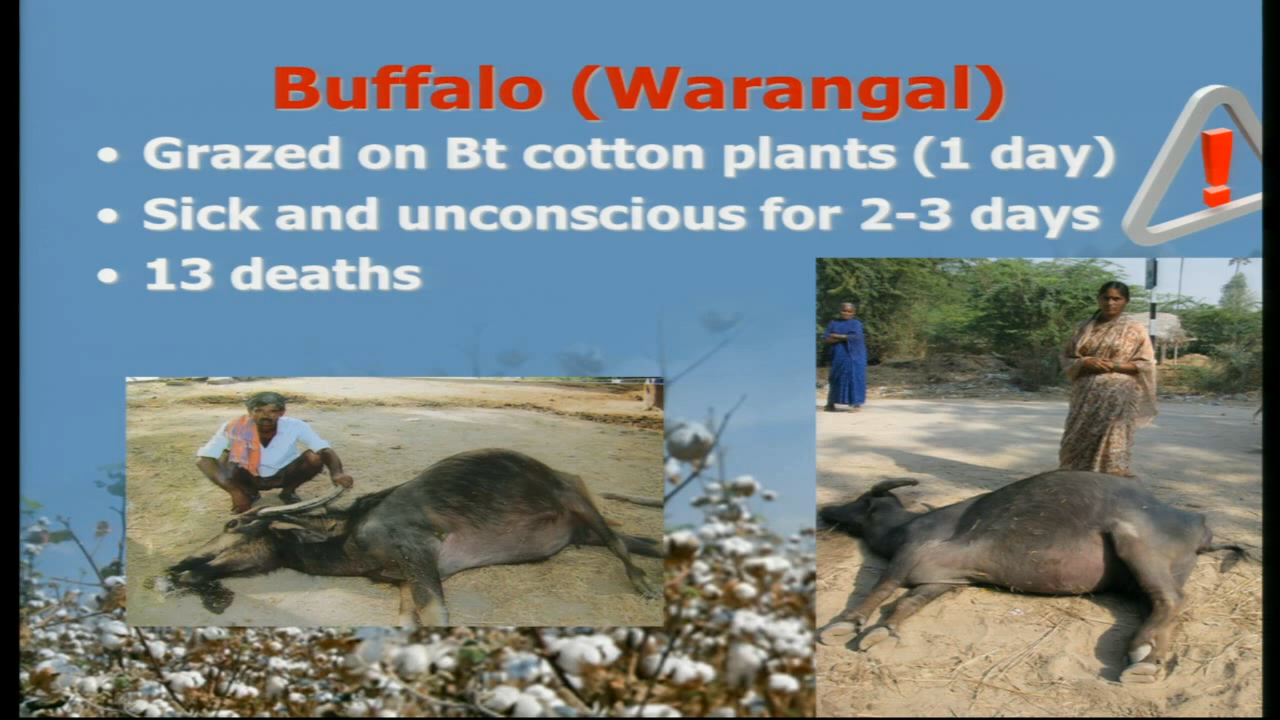 Buffalo (Warangal)
• Grazed on Bt cotton plants (1 day)
• Sick and unconscious for 2-3 days
• 13 deaths